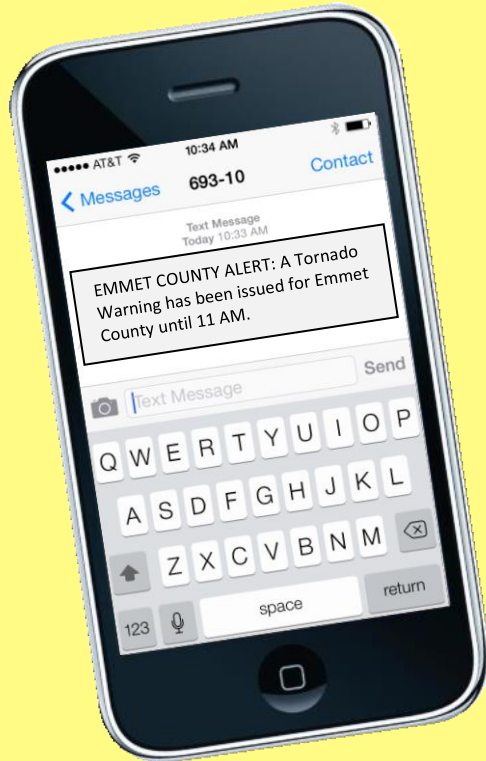 AT&T 10:34 AM
Messages 693-10 Contact
Text Message
Today 10:33 AM
EMMET COUNTY ALERT: A Tornado
Warning has been issued for Emmet
County until 11 AM.
Text Message Send
Q W E R T Y U I O P
A S D F G H J K L
Z X C V B N M
123 space return